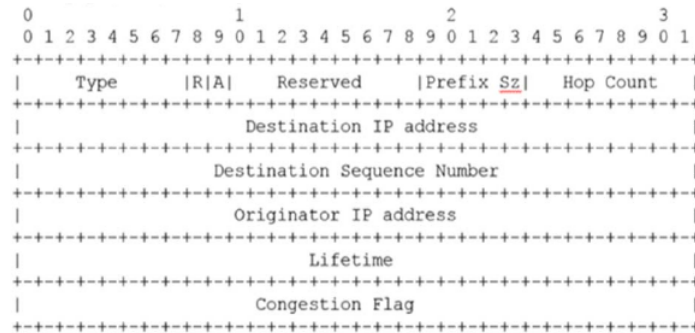 0                   1                   2                   3
0 1 2 3 4 5 6 7 8 9 0 1 2 3 4 5 6 7 8 9 0 1 2 3 4 5 6 7 8 9 0 1
+-+-+-+-+-+-+-+-+-+-+-+-+-+-+-+-+-+-+-+-+-+-+-+-+-+-+-+-+-+-+-+-+
| Type |R|A| Reserved |Prefix Sz| Hop Count
+-+-+-+-+-+-+-+-+-+-+-+-+-+-+-+-+-+-+-+-+-+-+-+-+-+-+-+-+-+-+-+-+
| Destination IP address |
+-+-+-+-+-+-+-+-+-+-+-+-+-+-+-+-+-+-+-+-+-+-+-+-+-+-+-+-+-+-+-+-+
| Destination Sequence Number |
+-+-+-+-+-+-+-+-+-+-+-+-+-+-+-+-+-+-+-+-+-+-+-+-+-+-+-+-+-+-+-+-+
| Originator IP address |
+-+-+-+-+-+-+-+-+-+-+-+-+-+-+-+-+-+-+-+-+-+-+-+-+-+-+-+-+-+-+-+-+
| Lifetime |
+-+-+-+-+-+-+-+-+-+-+-+-+-+-+-+-+-+-+-+-+-+-+-+-+-+-+-+-+-+-+-+-+
| Congestion Flag |
+-+-+-+-+-+-+-+-+-+-+-+-+-+-+-+-+-+-+-+-+-+-+-+-+-+-+-+-+-+-+-+-+